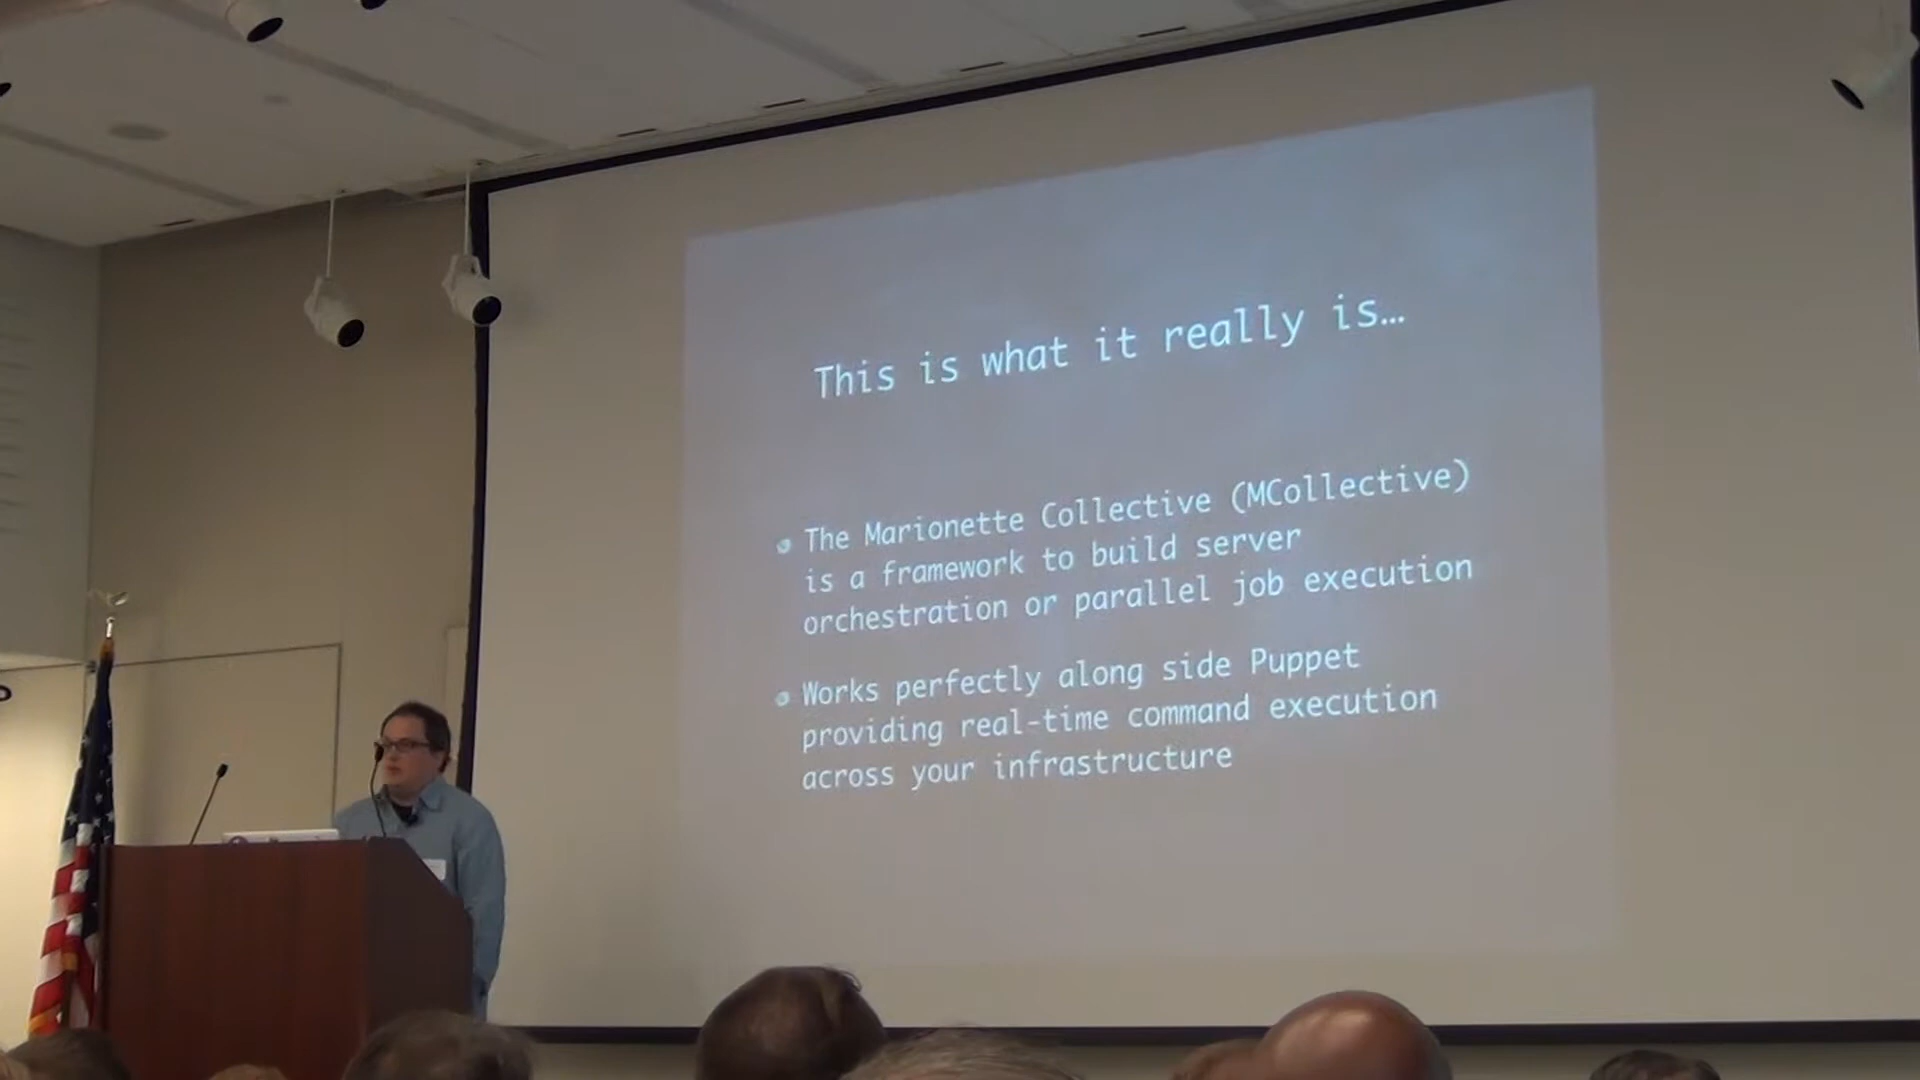 This is what it really is…
The Marionette Collective (MCollective)
is a framework to build server
orchestration or parallel job execution
Works perfectly along side Puppet
providing real-time command execution
across your infrastructure